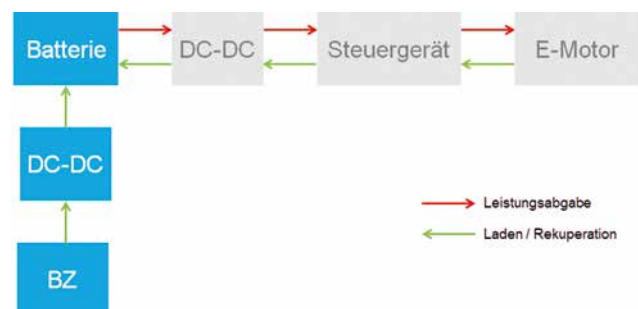 Batterie
DC-DC
Steuergerät
E-Motor
DC-DC
Leistungsabgabe
Laden / Rekuperation
BZ